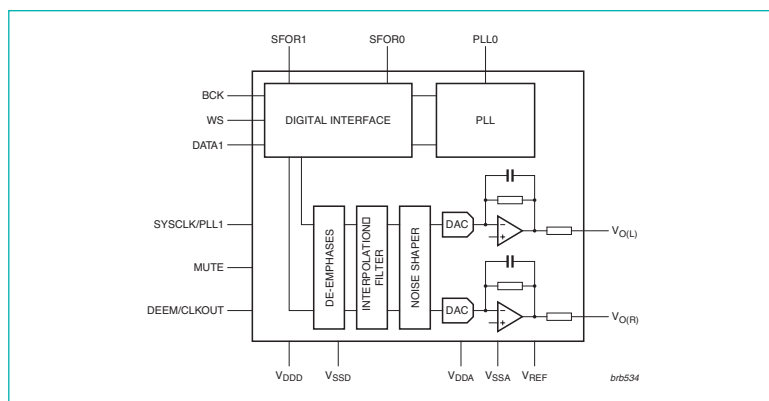 SFOR1 SFOR0 PLL0
BCK
WS
DATA1
DIGITAL INTERFACE
PLL
SYSCLK/PLL1
MUTE
DEEM/CLKOUT
DE-EMPHASES
INTERPOLATION□
FILTER
NOISE SHAPER
DAC
− +
VO(L)
DAC
− +
VO(R)
VDDD VSSD VDDA VSSA VREF
brb534